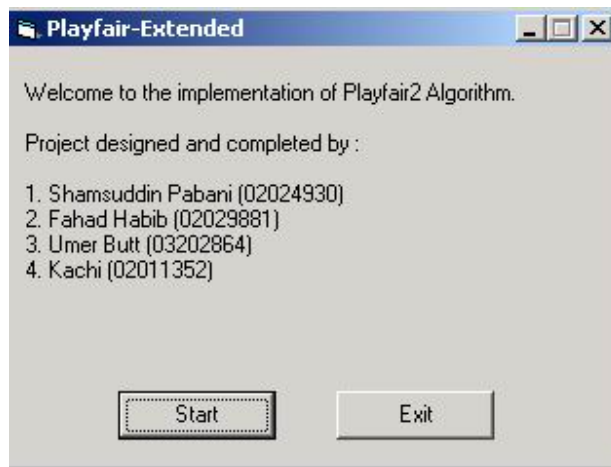 Playfair-Extended
Welcome to the implementation of Playfair2 Algorithm.
Project designed and completed by :
1. Shamsuddin Pabani (02024930)
2. Fahad Habib (02029881)
3. Umer Butt (03202864)
4. Kachi (02011352)
Start Exit